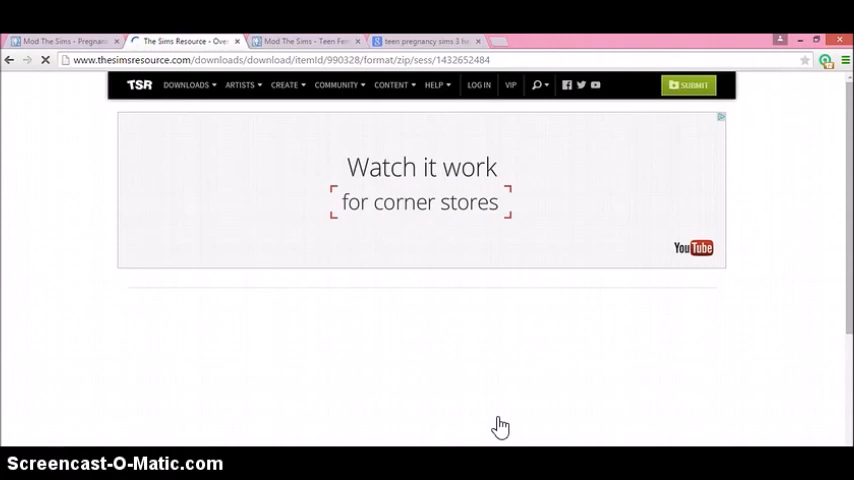 Mod The Sims - Pregnan
The Sims Resource - Over
Mod The Sims - Teen Fem
teen pregnancy sims 3 
www.thesimsresource.com/downloads/download/itemId/990328/format/zip/sess/1432652484
TSR DOWNLOADS ARTISTS CREATE COMMUNITY CONTENT HELP LOG IN VIP SUBMIT
Watch it work
for corner stores
YouTube
Screencast-O-Matic.com